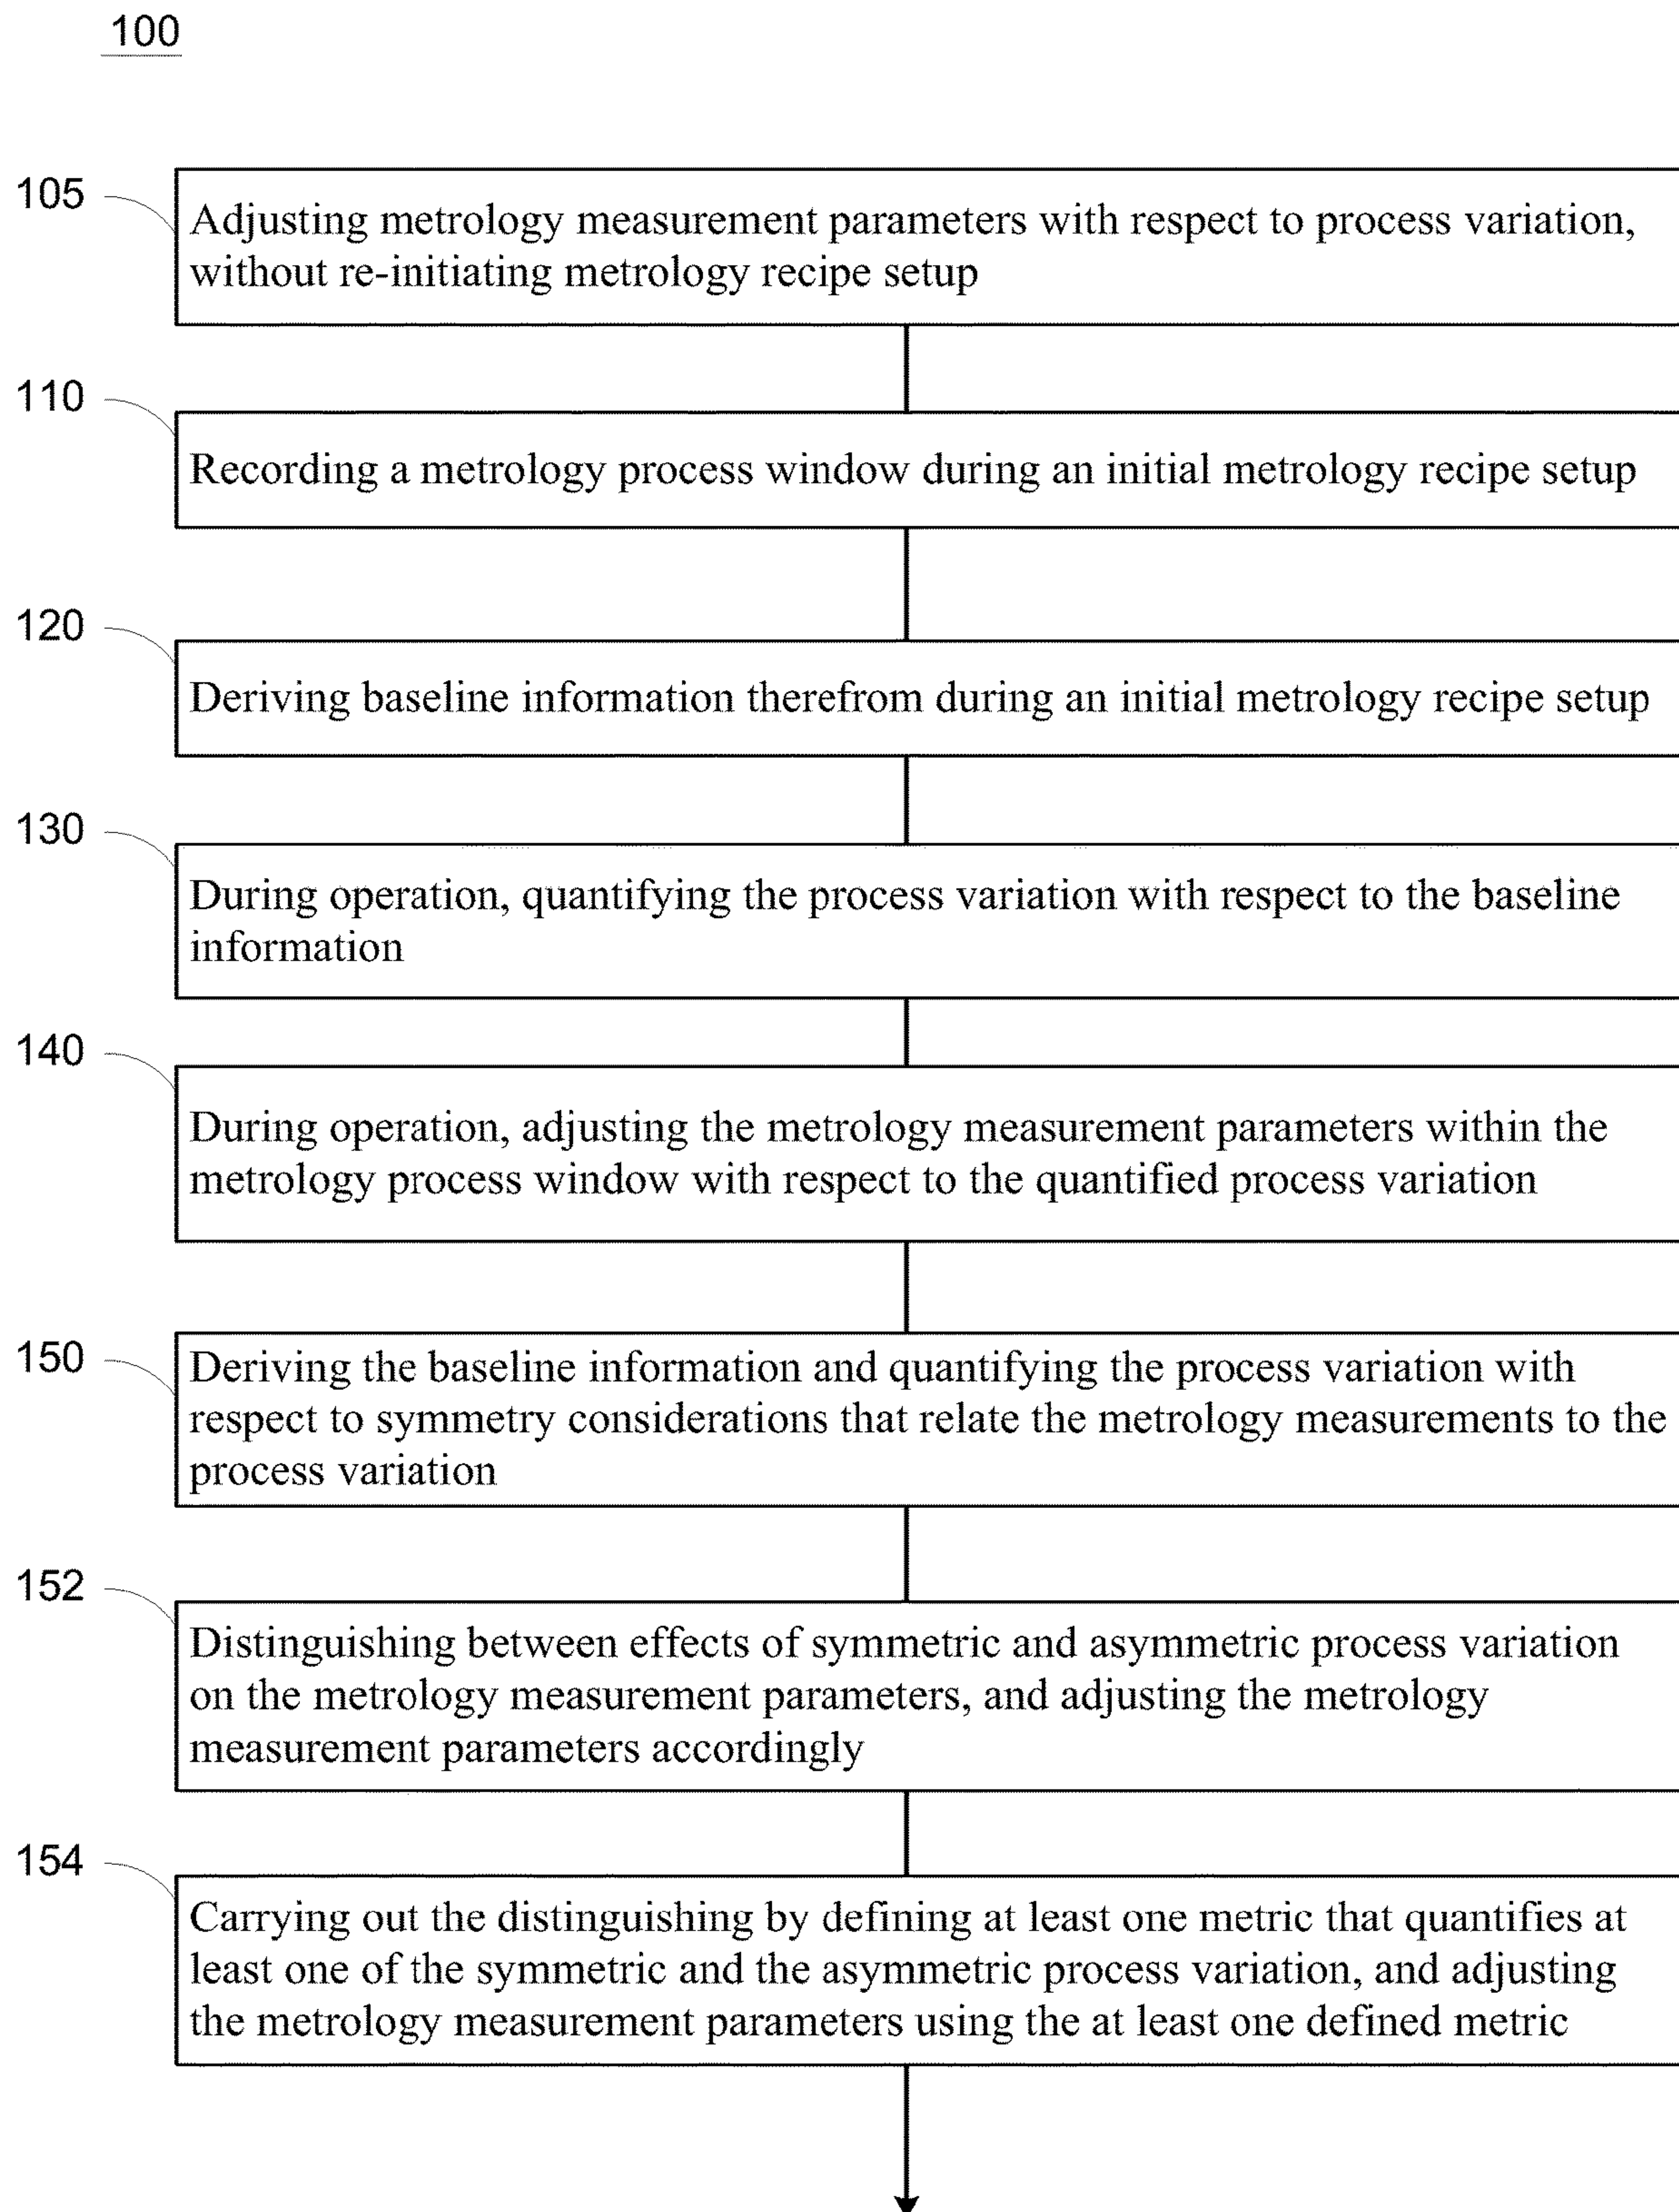 100
105
Adjusting metrology measurement parameters with respect to process variation,
without re-initiating metrology recipe setup
110
Recording a metrology process window during an initial metrology recipe setup
120
Deriving baseline information therefrom during an initial metrology recipe setup
130
During operation, quantifying the process variation with respect to the baseline
information
140
During operation, adjusting the metrology measurement parameters within the
metrology process window with respect to the quantified process variation
150
Deriving the baseline information and quantifying the process variation with
respect to symmetry considerations that relate the metrology measurements to the
process variation
152
Distinguishing between effects of symmetric and asymmetric process variation
on the metrology measurement parameters, and adjusting the metrology
measurement parameters accordingly
154
Carrying out the distinguishing by defining at least one metric that quantifies at
least one of the symmetric and the asymmetric process variation, and adjusting
the metrology measurement parameters using the at least one defined metric